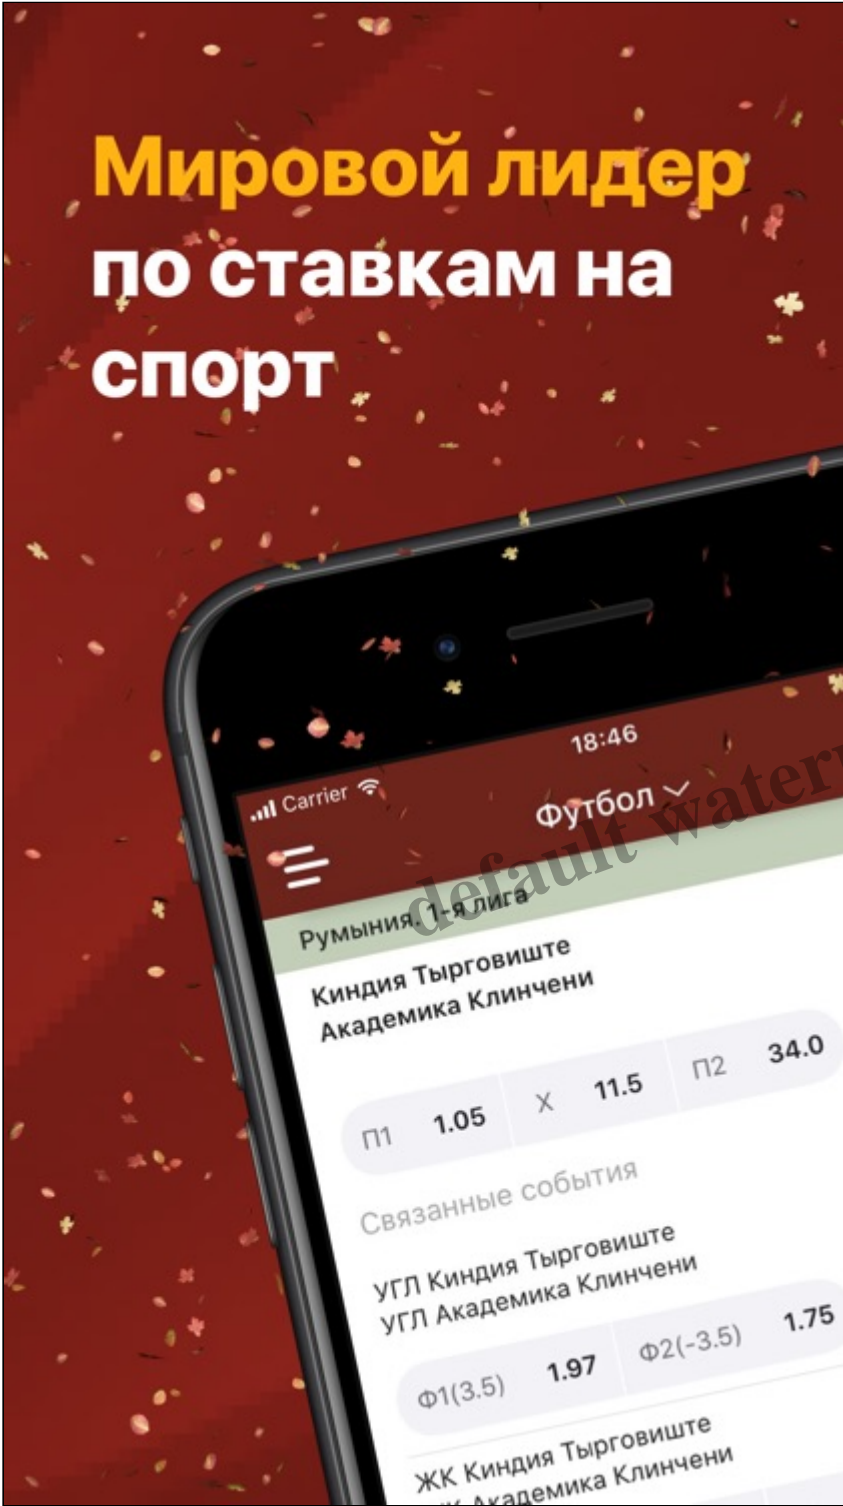 Мировой лидер
по ставкам на
спорт
18:46
Carrier
Футбол
default
Румыния. 1-я лига
Киндия Тырговиште
Академика Клинчени
П1 1.05 X 11.5 П2 34.0
Связанные события
УГЛ Киндия Тырговиште
УГЛ Академика Клинчени
Ф1(3.5) 1.97 Ф2(-3.5) 1.75
ЖК Киндия Тырговиште
Академика Клинчени